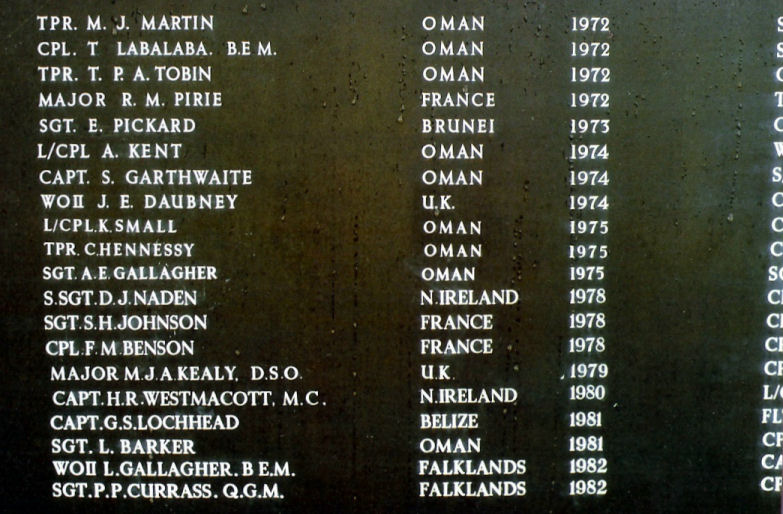 TPR. M. J. MARTIN OMAN 1972
CPL. T LABALABA. B.E M. OMAN 1972
TPR. T. P. A. TOBIN OMAN 1972
MAJOR R. M. PIRIE FRANCE 1972
SGT. E. PICKARD BRUNEI 1973
L/CPL A. KENT OMAN 1974
CAPT. S. GARTHWAITE OMAN 1974
WOII J. E. DAUBNEY U.K. 1974
L/CPL.K.SMALL OMAN 1975
TPR.C.HENNESSY OMAN 1975
SGT.A.E.GALLAGHER OMAN 1975
S.SGT.D.J.NADEN N.IRELAND 1978
SGT.S.H.JOHNSON FRANCE 1978
CPL.F.M.BENSON FRANCE 1978
MAJOR M.J.A.KEALY, D.S.O. U.K. 1979
CAPT.H.R.WESTMACOTT, M.C. N.IRELAND 1980
CAPT.G.S.LOCHHEAD BELIZE 1981
SGT. L. BARKER OMAN 1981
WOII L.GALLAGHER. B E.M. FALKLANDS 1982
SGT.P.P.CURRASS. Q.G.M. FALKLANDS 1982